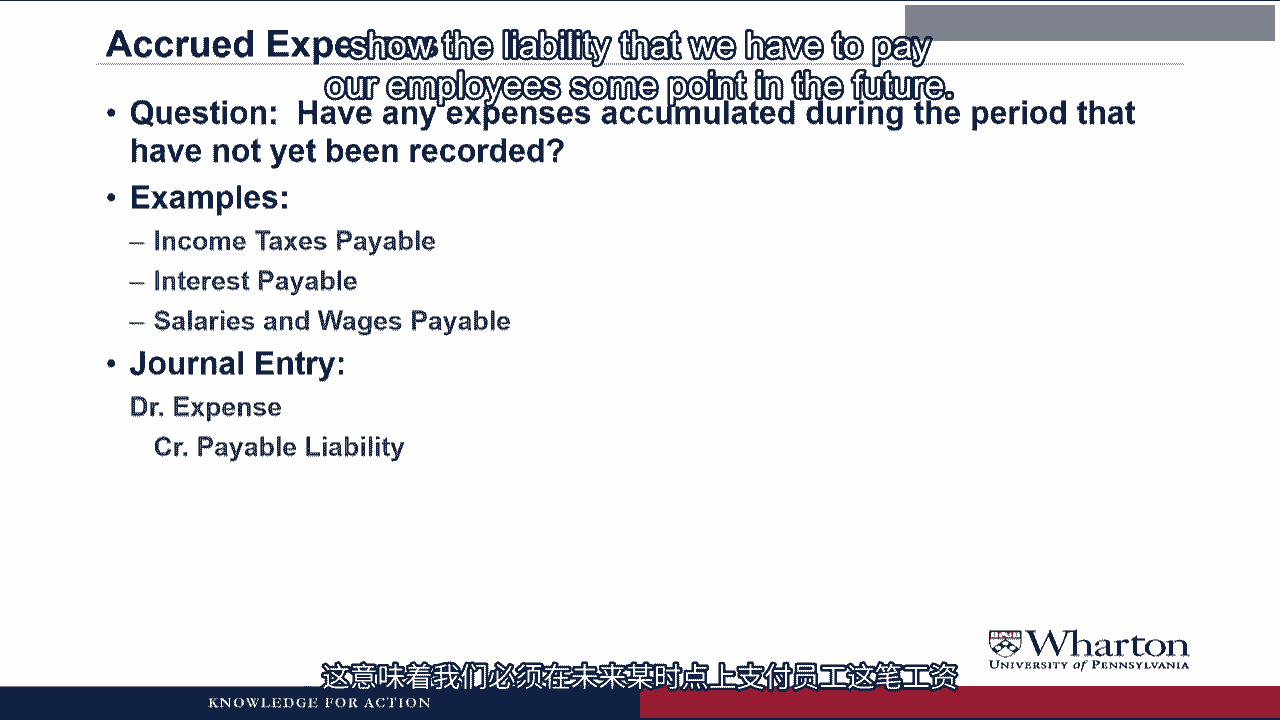 Accrued Expenses
show the liability that we have to pay
our employees some point in the future.
• Question: Have any expenses accumulated during the period that
have not yet been recorded?
• Examples:
– Income Taxes Payable
– Interest Payable
– Salaries and Wages Payable
• Journal Entry:
Dr. Expense
Cr. Payable Liability
Wharton
UNIVERSITY of PENNSYLVANIA
这意味着我们必须在未来某时点上支付员工这笔工资
KNOWLEDGE FOR ACTION